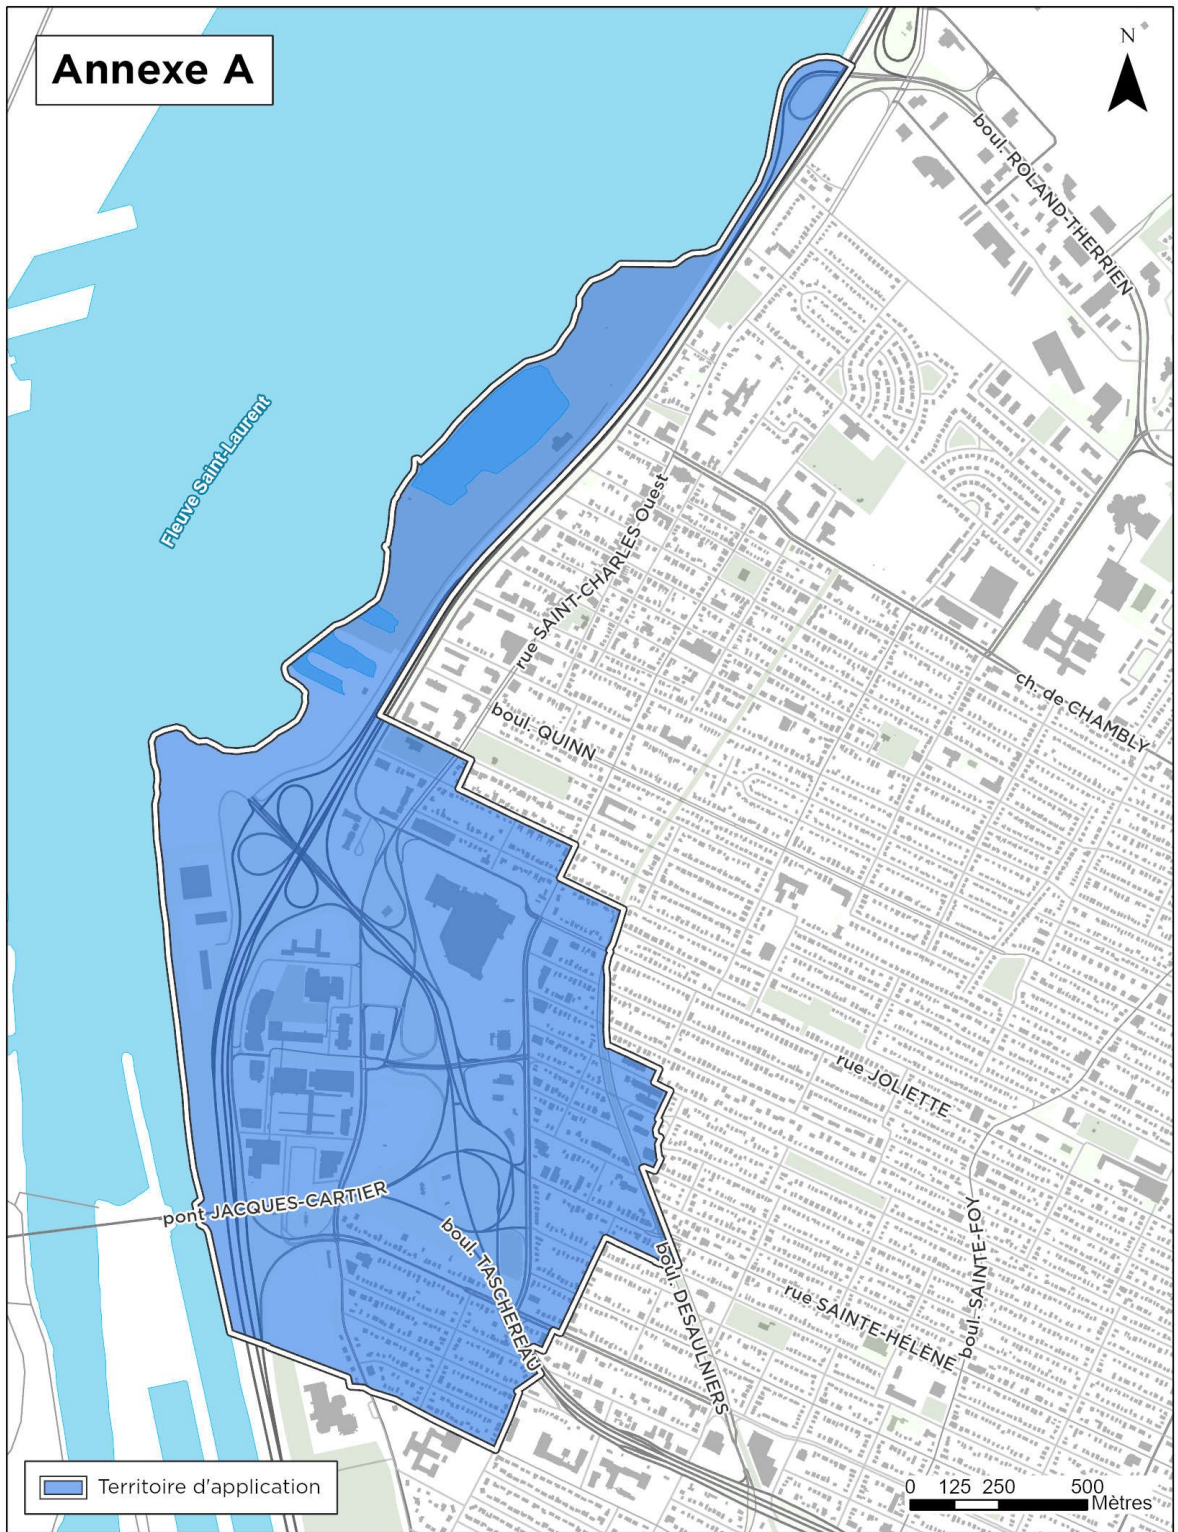 Annexe A
N
boul. ROLAND-THERRIEN
Fleuve Saint-Laurent
rue SAINT-CHARLES Ouest
ch. de CHAMBLY
boul. QUINN
rue JOLIETTE
pont JACQUES-CARTIER
boul. TASCHEREAU
boul. DESAULNIERS
rue SAINTE-HÉLÈNE
boul. SAINTE-FOY
Territoire d'application
0 125 250 500
Mètres